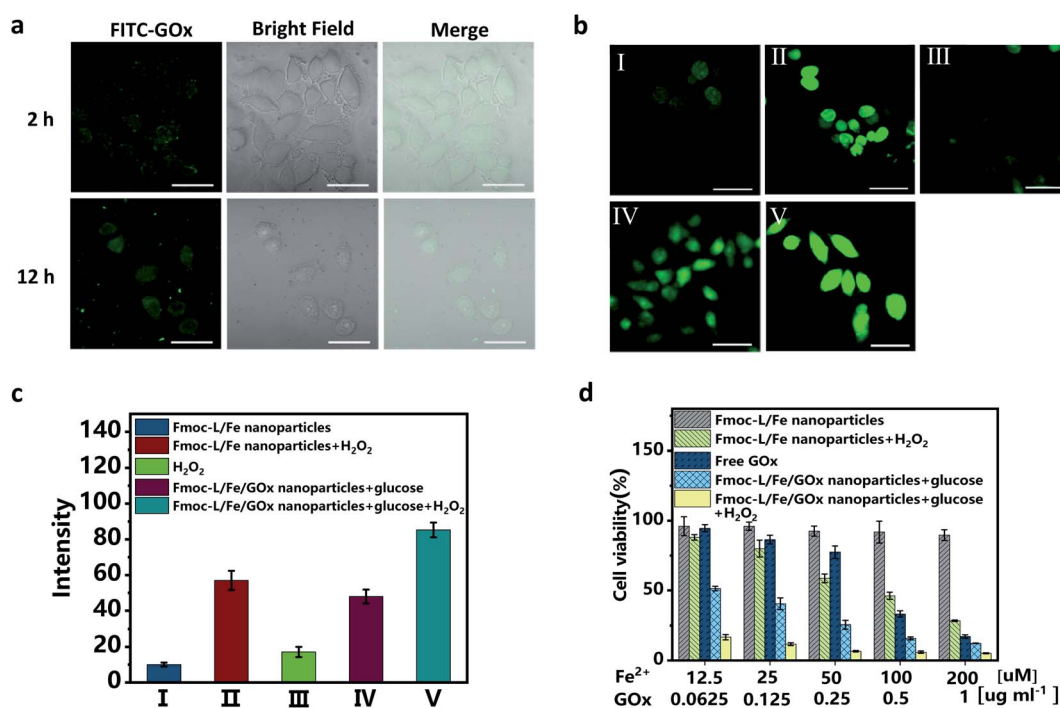 a
FITC-GOx Bright Field Merge
2 h
12 h
b
I II III
IV V
c
Intensity
140
120
100
80
60
40
20
0
Fmoc-L/Fe nanoparticles
Fmoc-L/Fe nanoparticles+H₂O₂
H₂O₂
Fmoc-L/Fe/GOx nanoparticles+glucose
Fmoc-L/Fe/GOx nanoparticles+glucose+H₂O₂
I II III IV V
d
Cell viability(%)
150
100
50
0
Fmoc-L/Fe nanoparticles
Fmoc-L/Fe nanoparticles+H₂O₂
Free GOx
Fmoc-L/Fe/GOx nanoparticles+glucose
Fmoc-L/Fe/GOx nanoparticles+glucose
+H₂O₂
Fe²⁺ 12.5 25 50 100 200 [uM]
GOx 0.0625 0.125 0.25 0.5 1 [ug ml⁻¹]